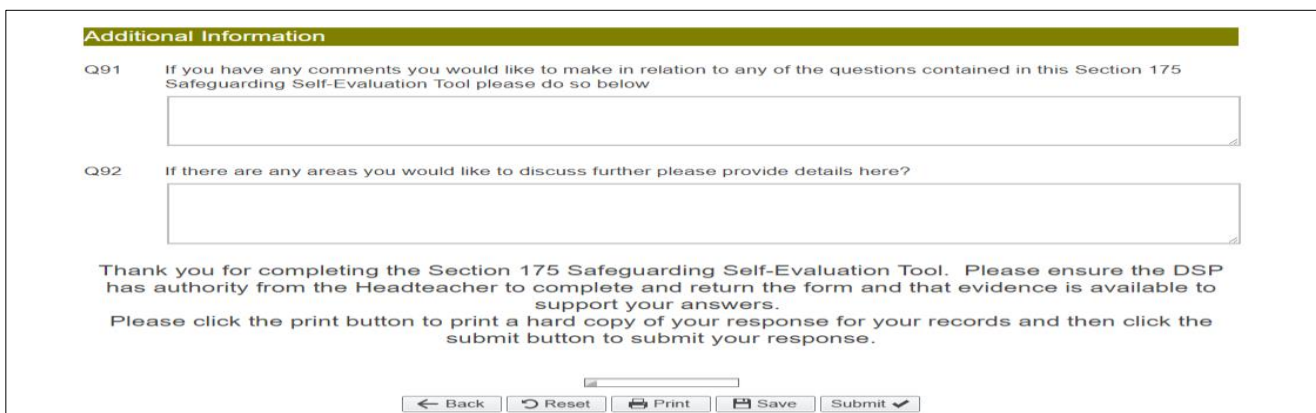 Additional Information
Q91 If you have any comments you would like to make in relation to any of the questions contained in this Section 175
Safeguarding Self-Evaluation Tool please do so below
Q92 If there are any areas you would like to discuss further please provide details here?
Thank you for completing the Section 175 Safeguarding Self-Evaluation Tool. Please ensure the DSP
has authority from the Headteacher to complete and return the form and that evidence is available to
support your answers.
Please click the print button to print a hard copy of your response for your records and then click the
submit button to submit your response.
Back Reset Print Save Submit